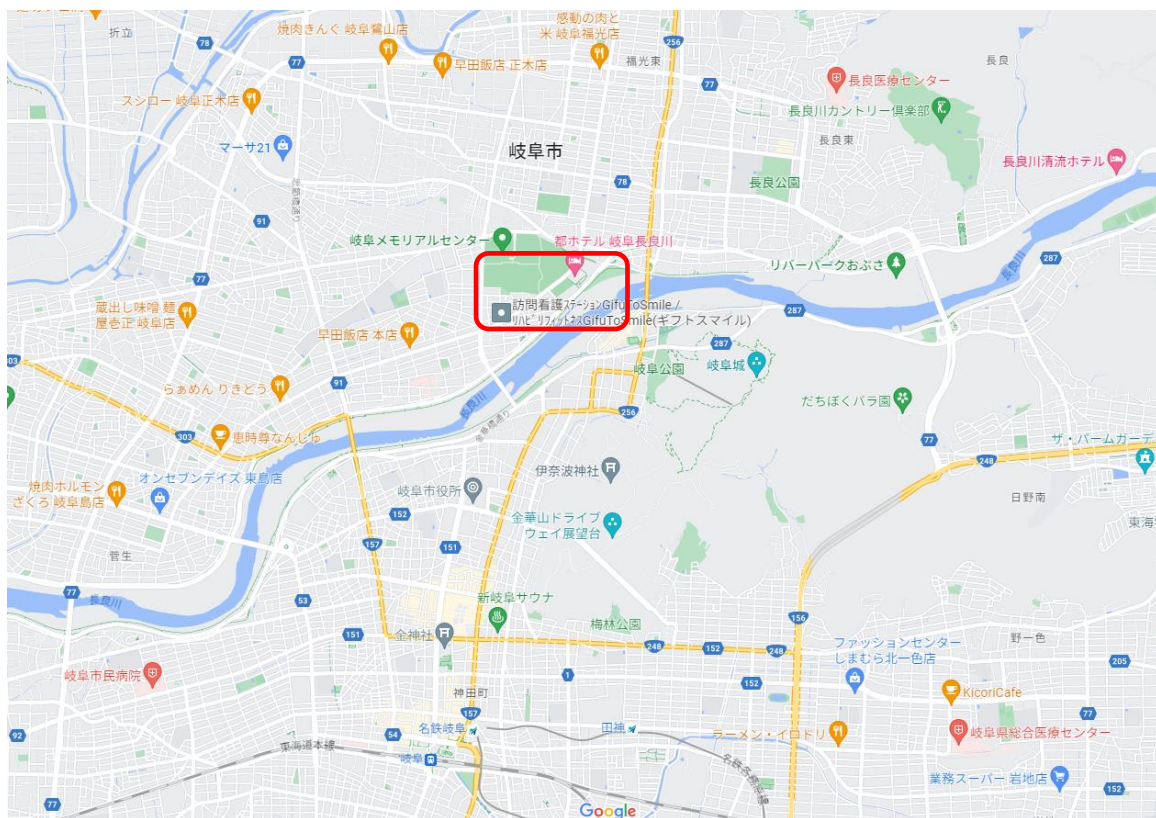 折立
78
77
焼肉きんぐ 岐阜鷺山店
早田飯店 正木店
感動の肉と
米 岐阜福光店
福光東
256
77
長良医療センター
長良
長良川カントリー倶楽部
長良東
スシロー 岐阜正木店
マーサ21
岐阜市
78
長良公園
長良川清流ホテル
91
岐阜メモリアルセンター
都ホテル 岐阜長良川
リバーパークおぶさ
長良川
287
77
訪問看護ステーションGifuToSmile /
リハビリフィットネスGifuToSmile(ギフトスマイル)
287
蔵出し味噌 麺
屋壱正 岐阜店
早田飯店 本店
287
岐阜公園
岐阜城
303
らぁめん りきどう
91
長良川
金華橋通り
256
だちぼくバラ園
303
恵時尊なんじゅ
77
ザ・パームガーデ
248
オンセブンデイズ 東島店
焼肉ホルモン
ざくろ 岐阜島店
伊奈波神社
岐阜市役所
152
日野南
金華山ドライブ
ウェイ展望台
東海
157
151
菅生
77
長良川
53
新岐阜サウナ
梅林公園
156
151
金神社
248
152
248
ファッションセンター
しまむら北一色店
野一色
205
岐阜市民病院
1
152
神田町
KicoriCafe
77
157
92
54
名鉄岐阜
田神
ラーメン・イロドリ
岐阜県総合医療センター
東海道本線
岐阜
名鉄各務原線
業務スーパー 岩地店
152
77
Google